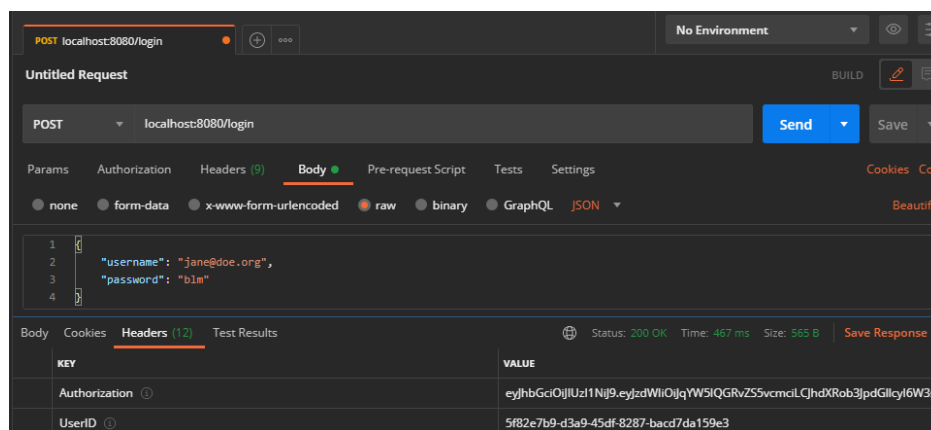 POST localhost:8080/login
No Environment
Untitled Request
BUILD
POST localhost:8080/login Send Save
Params Authorization Headers (9) Body Pre-request Script Tests Settings Cookies Co
none form-data x-www-form-urlencoded raw binary GraphQL JSON Beautif
1 {
2 "username": "jane@doe.org",
3 "password": "blm"
4 }
Body Cookies Headers (12) Test Results Status: 200 OK Time: 467 ms Size: 565 B Save Response
KEY VALUE
Authorization
UserID 5f82e7b9-d3a9-45df-8287-bacd7da159e3